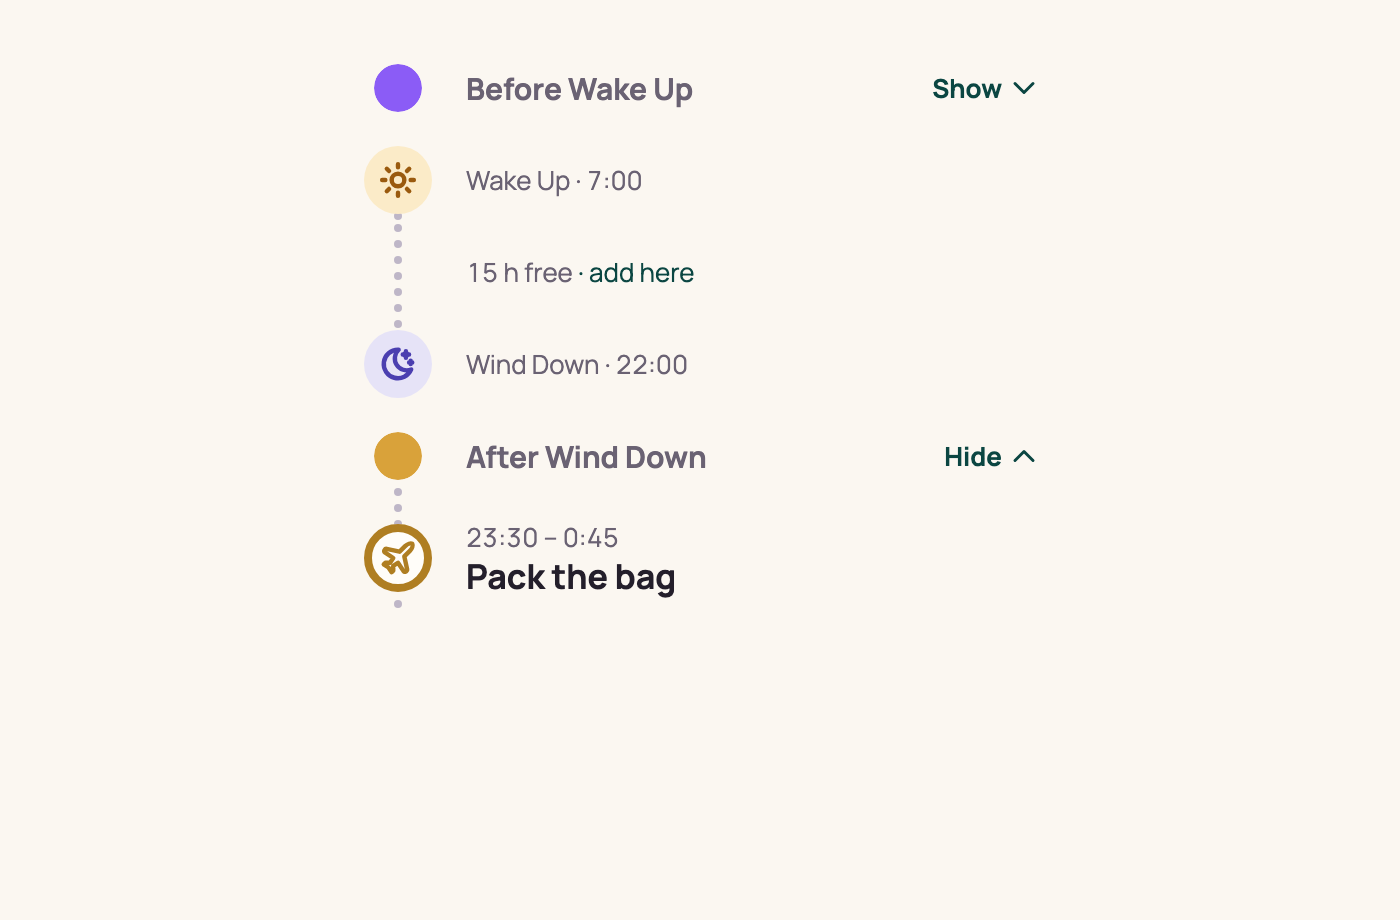 Before Wake Up Show
Wake Up · 7:00
15 h free · add here
Wind Down · 22:00
After Wind Down Hide
23:30 – 0:45
Pack the bag